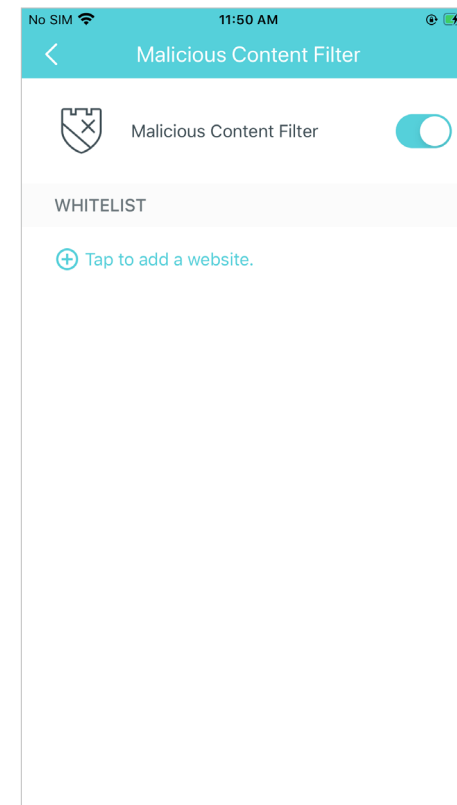 No SIM 11:50 AM
Malicious Content Filter
Malicious Content Filter
WHITELIST
Tap to add a website.